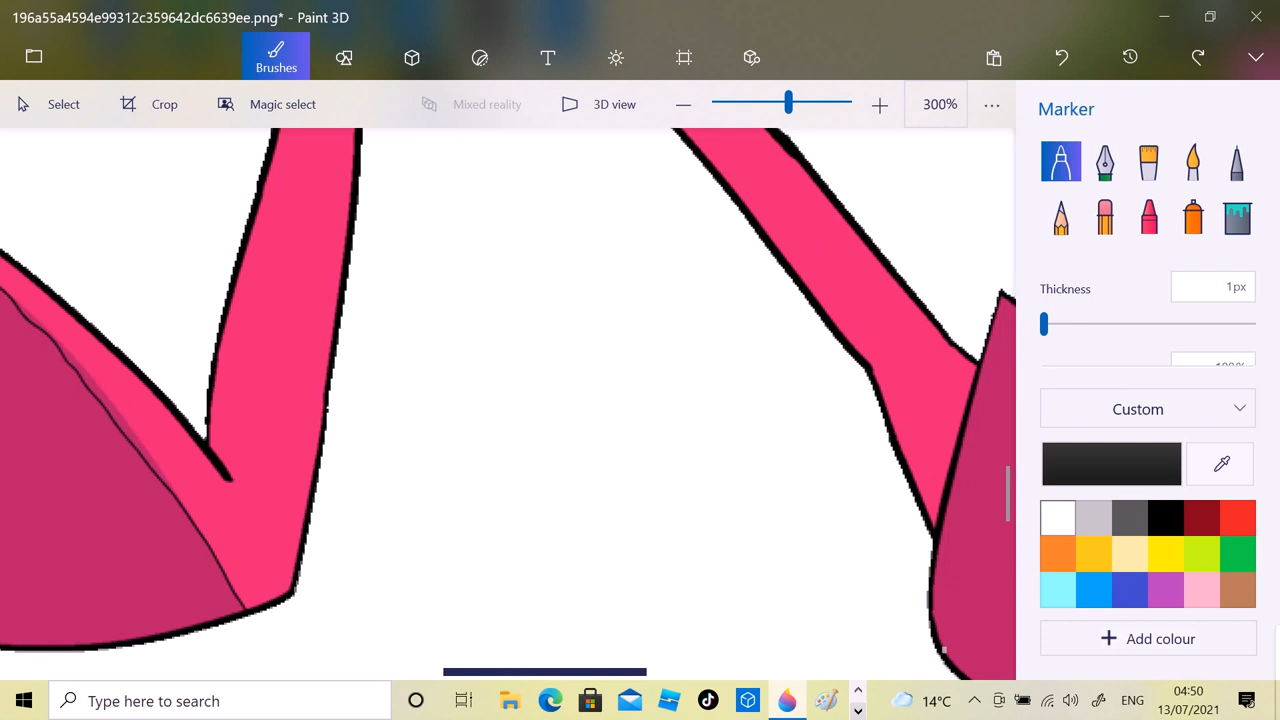 196a55a4594e99312c359642dc6639ee.png* - Paint 3D
Brushes
Select
Crop
Magic select
Mixed reality
3D view
300%
Marker
Thickness
1px
Custom
Add colour
Type here to search
14°C
ENG
04:50
13/07/2021